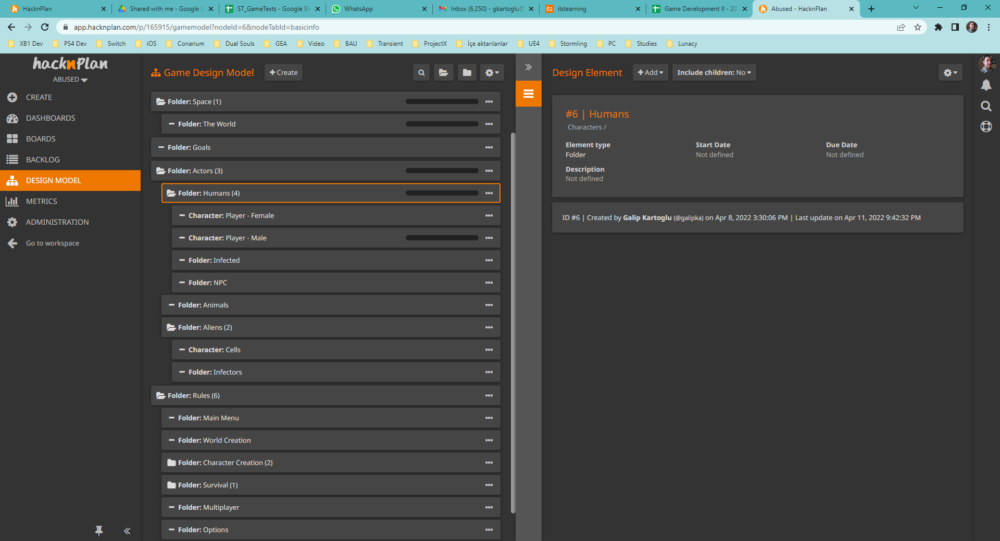 HacknPlan
Shared with me - Google D
ST_GameTexts - Google Sh
WhatsApp
Inbox (6,250) - gkartoglu@
itslearning
Game Development II - 20
Abused - HacknPlan
app.hacknplan.com/p/165915/gamemodel?nodeId=6&nodeTabId=basicinfo
XB1 Dev
PS4 Dev
Switch
iOS
Conarium
Dual Souls
GEA
Video
BAU
Transient
ProjectX
İçe aktarılanlar
UE4
Stormling
PC
Studies
Lunacy
hacknPlan
ABUSED
CREATE
DASHBOARDS
BOARDS
BACKLOG
DESIGN MODEL
METRICS
ADMINISTRATION
Go to workspace
Game Design Model
Create
Folder: Space (1)
Folder: The World
Folder: Goals
Folder: Actors (3)
Folder: Humans (4)
Character: Player - Female
Character: Player - Male
Folder: Infected
Folder: NPC
Folder: Animals
Folder: Aliens (2)
Character: Cells
Folder: Infectors
Folder: Rules (6)
Folder: Main Menu
Folder: World Creation
Folder: Character Creation (2)
Folder: Survival (1)
Folder: Multiplayer
Folder: Options
Design Element
Add
Include children: No
#6 | Humans
Characters /
Element type
Folder
Start Date
Not defined
Due Date
Not defined
Description
Not defined
ID #6 | Created by Galip Kartoglu (@galipka) on Apr 8, 2022 3:30:06 PM | Last update on Apr 11, 2022 9:42:32 PM